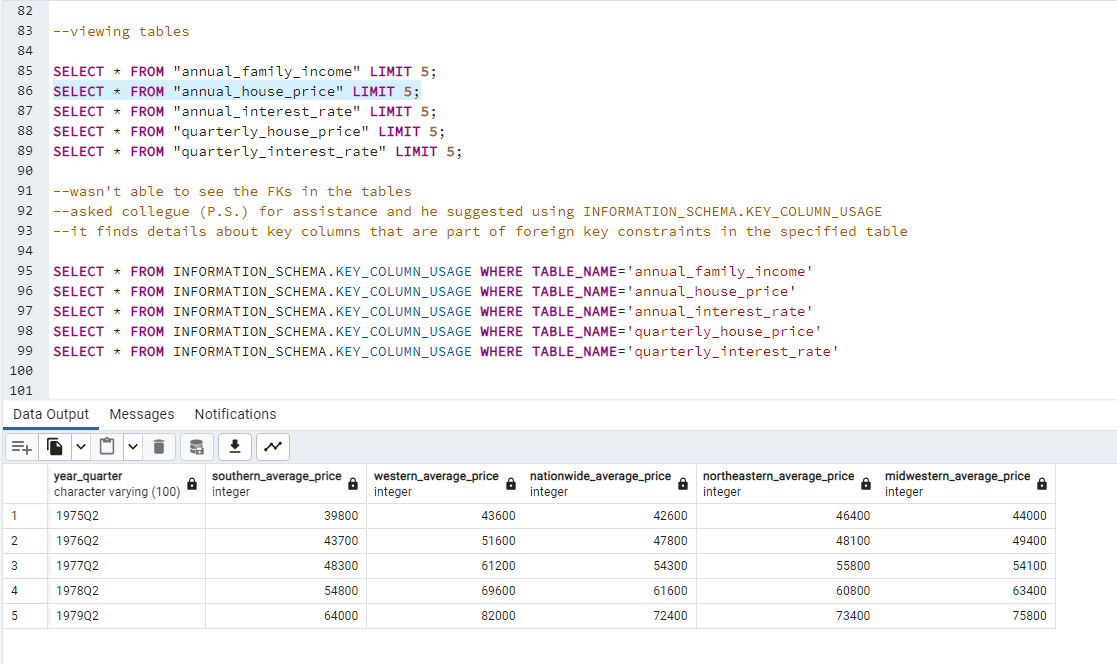 82
83 --viewing tables
84
85 SELECT * FROM "annual_family_income" LIMIT 5;
86 SELECT * FROM "annual_house_price" LIMIT 5;
87 SELECT * FROM "annual_interest_rate" LIMIT 5;
88 SELECT * FROM "quarterly_house_price" LIMIT 5;
89 SELECT * FROM "quarterly_interest_rate" LIMIT 5;
90
91 --wasn't able to see the FKs in the tables
92 --asked collegue (P.S.) for assistance and he suggested using INFORMATION_SCHEMA.KEY_COLUMN_USAGE
93 --it finds details about key columns that are part of foreign key constraints in the specified table
94
95 SELECT * FROM INFORMATION_SCHEMA.KEY_COLUMN_USAGE WHERE TABLE_NAME='annual_family_income'
96 SELECT * FROM INFORMATION_SCHEMA.KEY_COLUMN_USAGE WHERE TABLE_NAME='annual_house_price'
97 SELECT * FROM INFORMATION_SCHEMA.KEY_COLUMN_USAGE WHERE TABLE_NAME='annual_interest_rate'
98 SELECT * FROM INFORMATION_SCHEMA.KEY_COLUMN_USAGE WHERE TABLE_NAME='quarterly_house_price'
99 SELECT * FROM INFORMATION_SCHEMA.KEY_COLUMN_USAGE WHERE TABLE_NAME='quarterly_interest_rate'
100
101
Data Output Messages Notifications
year_quarter southern_average_price western_average_price nationwide_average_price northeastern_average_price midwestern_average_price
character varying (100) integer integer integer integer integer
1 1975Q2 39800 43600 42600 46400 44000
2 1976Q2 43700 51600 47800 48100 49400
3 1977Q2 48300 61200 54300 55800 54100
4 1978Q2 54800 69600 61600 60800 63400
5 1979Q2 64000 82000 72400 73400 75800